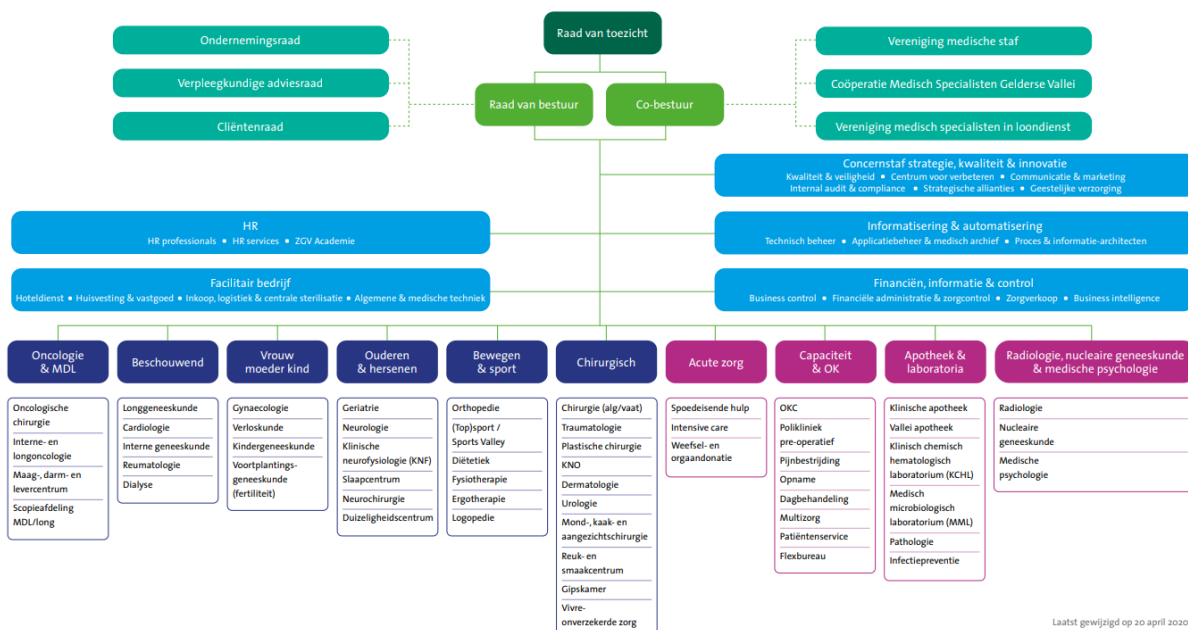 Raad van toezicht
Ondernemingsraad
Verpleegkundige adviesraad
Cliëntenraad
Raad van bestuur
Co-bestuur
Vereniging medische staf
Coöperatie Medisch Specialisten Gelderse Vallei
Vereniging medisch specialisten in loondienst
Concernstaf strategie, kwaliteit & innovatie
Kwaliteit & veiligheid • Centrum voor verbeteren • Communicatie & marketing
Internal audit & compliance • Strategische allianties • Geestelijke verzorging
HR
HR professionals • HR services • ZGV Academie
Informatisering & automatisering
Technisch beheer • Applicatiebeheer & medisch archief • Proces & informatie-architecten
Facilitair bedrijf
Hoteldienst • Huisvesting & vastgoed • Inkoop, logistiek & centrale sterilisatie • Algemene & medische techniek
Financiën, informatie & control
Business control • Financiële administratie & zorgcontrol • Zorgverkoop • Business intelligence
Oncologie
& MDL
Oncologische
chirurgie
Interne- en
longoncologie
Maag-, darm- en
levercentrum
Scopieafdeling
MDL/long
Beschouwend
Longgeneeskunde
Cardiologie
Interne geneeskunde
Reumatologie
Dialyse
Vrouw
moeder kind
Gynaecologie
Verloskunde
Kindergeneeskunde
Voortplantings-
geneeskunde
(fertiliteit)
Ouderen
& hersenen
Geriatrie
Neurologie
Klinische
neurofysiologie (KNF)
Slaapcentrum
Neurochirurgie
Duizeligheidscentrum
Bewegen
& sport
Orthopedie
(Top)sport /
Sports Valley
Diëtetiek
Fysiotherapie
Ergotherapie
Logopedie
Chirurgisch
Chirurgie (alg/vaat)
Traumatologie
Plastische chirurgie
KNO
Dermatologie
Urologie
Mond-, kaak- en
aangezichtschirurgie
Reuk- en
smaakcentrum
Gipskamer
Vivre-
onverzekerde zorg
Acute zorg
Spoedeisende hulp
Intensive care
Weefsel- en
orgaandonatie
Capaciteit
& OK
OKC
Polikliniek
pre-operatief
Pijnbestrijding
Opname
Dagbehandeling
Multizorg
Patiëntenservice
Flexbureau
Apotheek &
laboratoria
Klinische apotheek
Vallei apotheek
Klinisch chemisch
hematologisch
laboratorium (KCHL)
Medisch
microbiologisch
laboratorium (MML)
Pathologie
Infectiepreventie
Radiologie, nucleaire geneeskunde
& medische psychologie
Radiologie
Nucleaire
geneeskunde
Medische
psychologie
Laatst gewijzigd op 20 april 2020